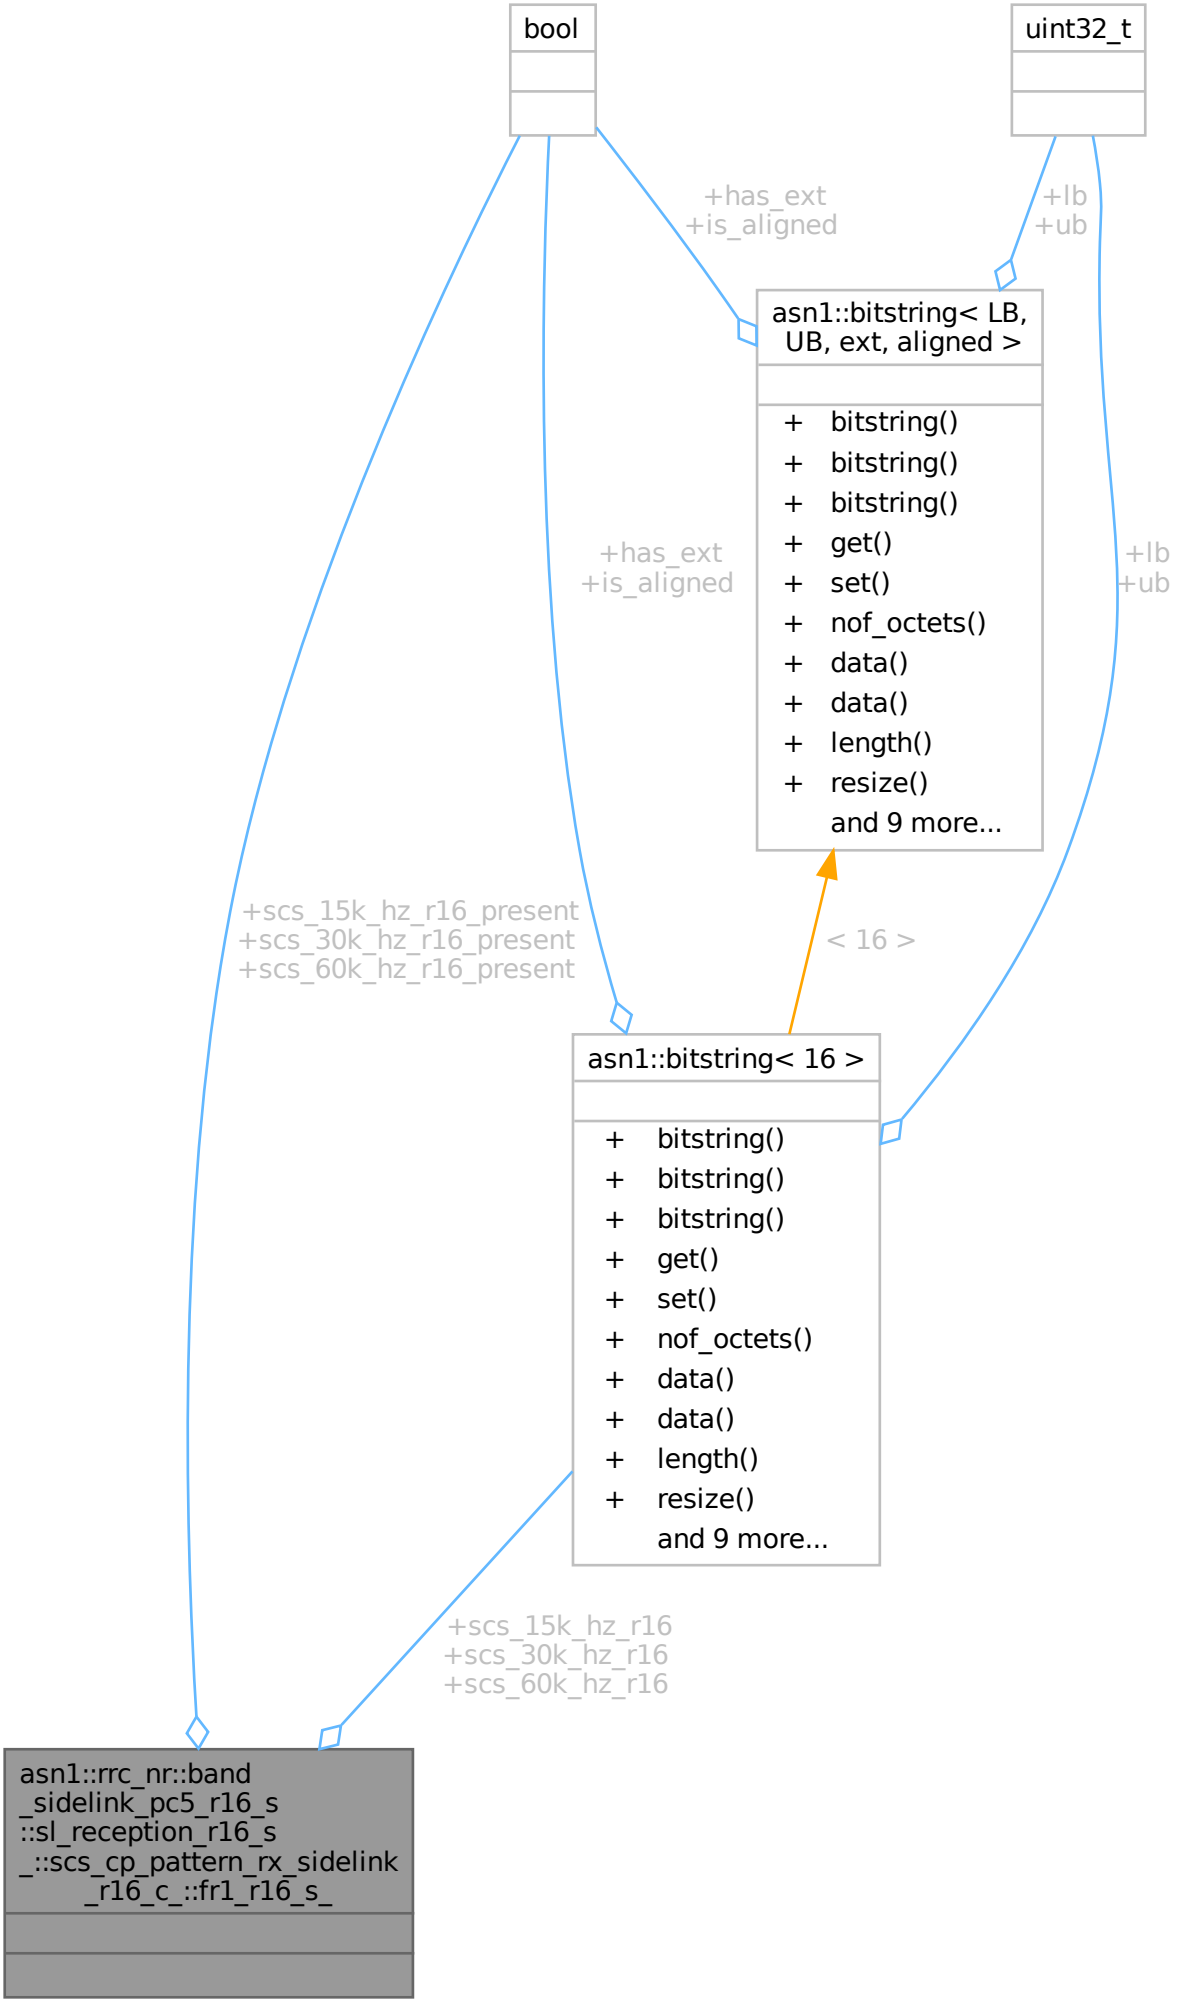 bool
uint32_t
+has_ext
+is_aligned
+lb
+ub
asn1::bitstring< LB,
UB, ext, aligned >
+ bitstring()
+ bitstring()
+ bitstring()
+ get()
+ set()
+ nof_octets()
+ data()
+ data()
+ length()
+ resize()
and 9 more...
+has_ext
+is_aligned
+lb
+ub
+scs_15k_hz_r16_present
+scs_30k_hz_r16_present
+scs_60k_hz_r16_present
< 16 >
asn1::bitstring< 16 >
+ bitstring()
+ bitstring()
+ bitstring()
+ get()
+ set()
+ nof_octets()
+ data()
+ data()
+ length()
+ resize()
and 9 more...
+scs_15k_hz_r16
+scs_30k_hz_r16
+scs_60k_hz_r16
asn1::rrc_nr::band
_sidelink_pc5_r16_s
::sl_reception_r16_s
_::scs_cp_pattern_rx_sidelink
_r16_c_::fr1_r16_s_